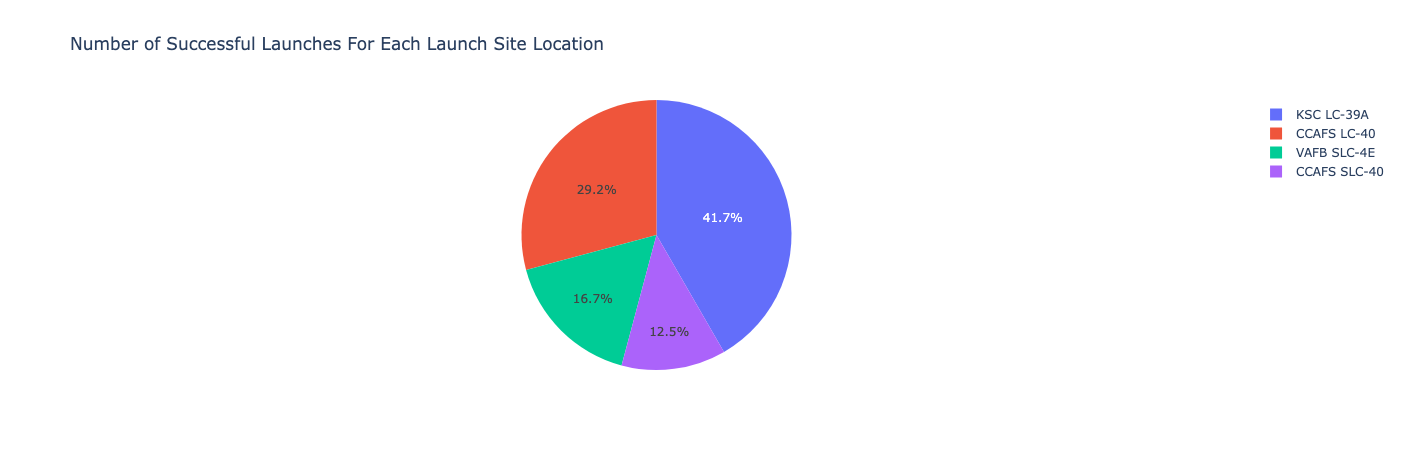 Number of Successful Launches For Each Launch Site Location
KSC LC-39A
CCAFS LC-40
VAFB SLC-4E
CCAFS SLC-40
29.2%
41.7%
16.7%
12.5%